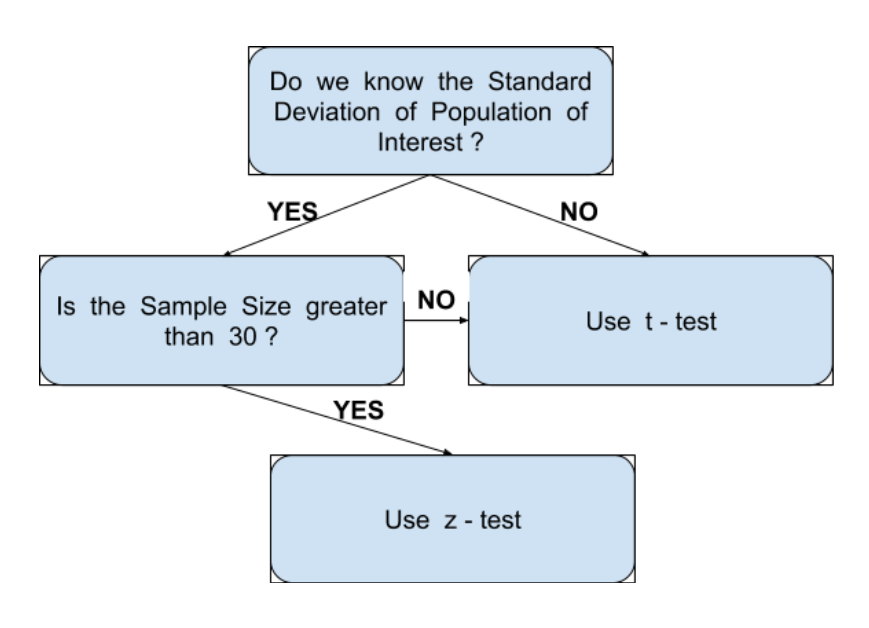 Do we know the Standard
Deviation of Population of
Interest ?
YES
NO
Is the Sample Size greater
than 30 ?
NO
Use t - test
YES
Use z - test